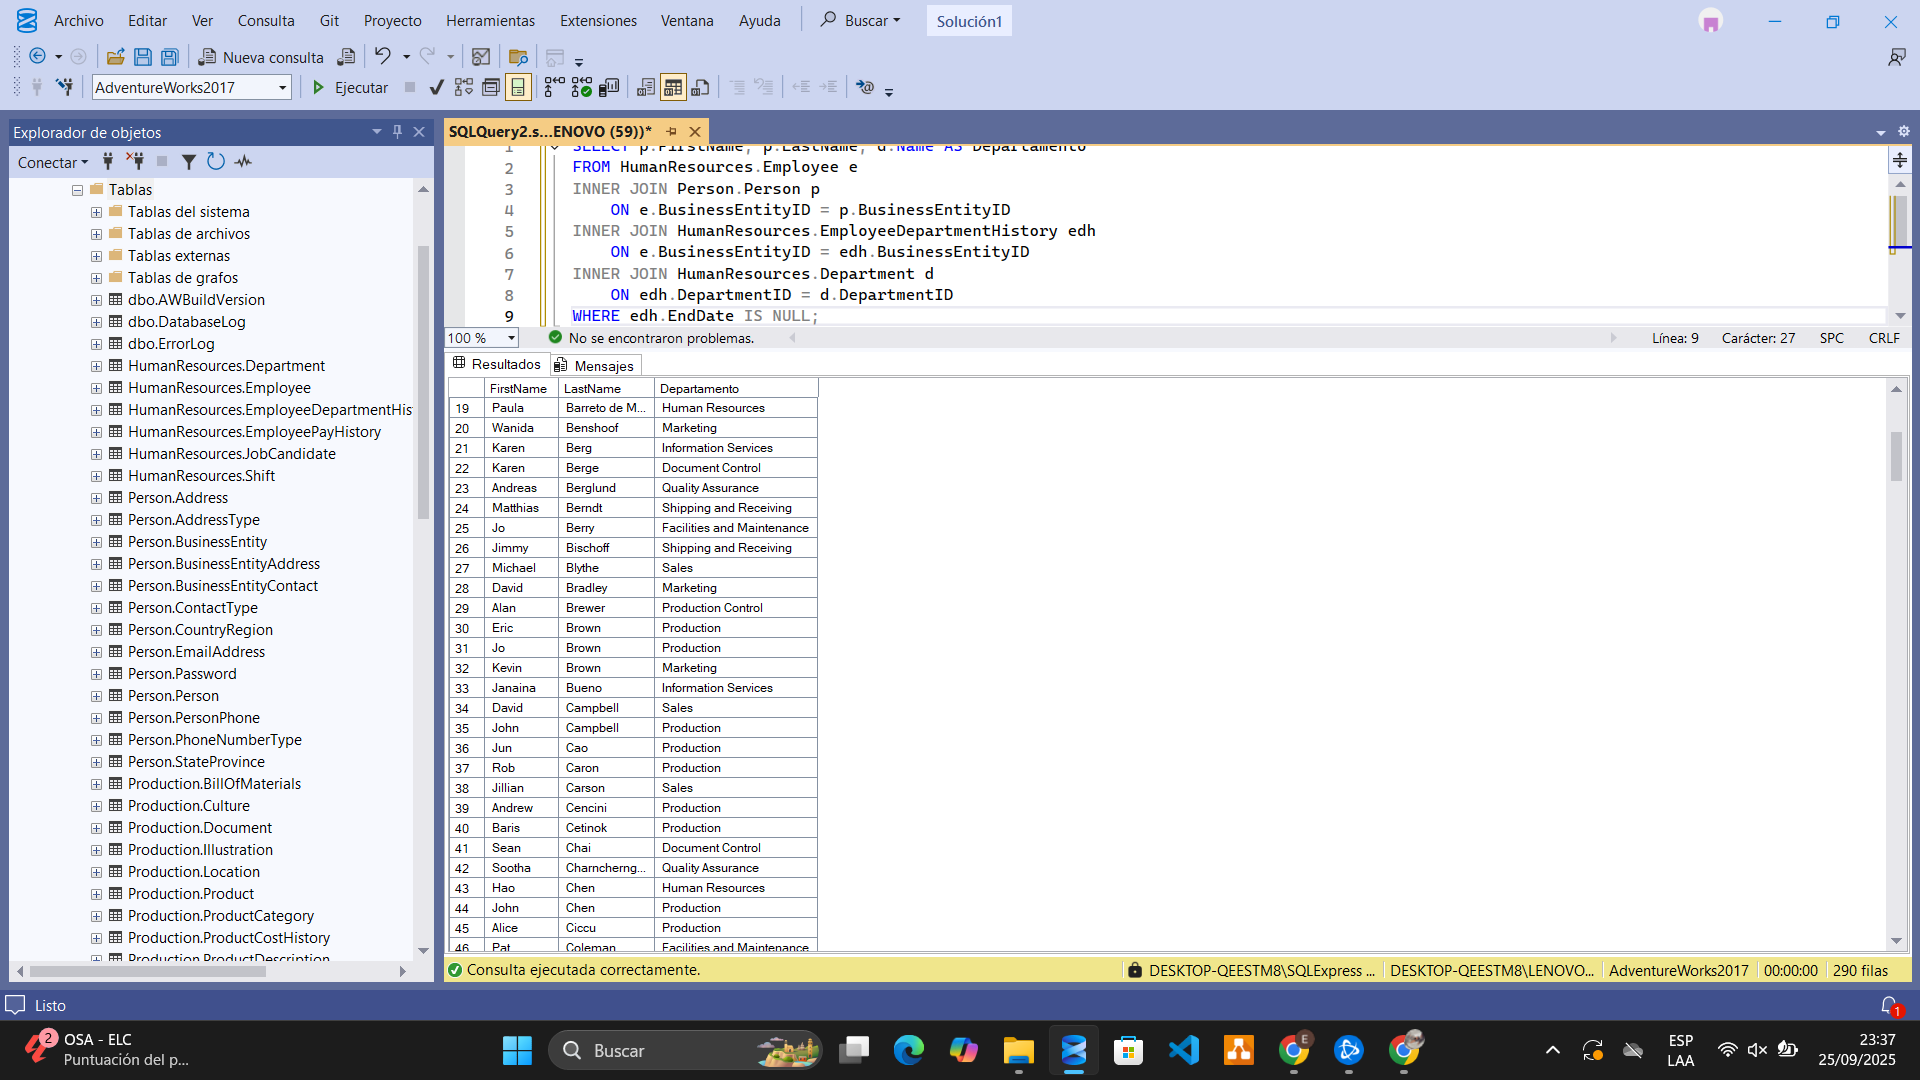 Archivo Editar Ver Consulta Git Proyecto Herramientas Extensiones Ventana Ayuda Buscar Solución1
Nueva consulta
AdventureWorks2017 Ejecutar
Explorador de objetos
Conectar
Tablas
Tablas del sistema
Tablas de archivos
Tablas externas
Tablas de grafos
dbo.AWBuildVersion
dbo.DatabaseLog
dbo.ErrorLog
HumanResources.Department
HumanResources.Employee
HumanResources.EmployeeDepartmentHis
HumanResources.EmployeePayHistory
HumanResources.JobCandidate
HumanResources.Shift
Person.Address
Person.AddressType
Person.BusinessEntity
Person.BusinessEntityAddress
Person.BusinessEntityContact
Person.ContactType
Person.CountryRegion
Person.EmailAddress
Person.Password
Person.Person
Person.PersonPhone
Person.PhoneNumberType
Person.StateProvince
Production.BillOfMaterials
Production.Culture
Production.Document
Production.Illustration
Production.Location
Production.Product
Production.ProductCategory
Production.ProductCostHistory
Production.ProductDescription
SQLQuery2.s...ENOVO (59))*
1 SELECT p.FirstName, p.LastName, d.Name AS Departamento
2 FROM HumanResources.Employee e
3 INNER JOIN Person.Person p
4 ON e.BusinessEntityID = p.BusinessEntityID
5 INNER JOIN HumanResources.EmployeeDepartmentHistory edh
6 ON e.BusinessEntityID = edh.BusinessEntityID
7 INNER JOIN HumanResources.Department d
8 ON edh.DepartmentID = d.DepartmentID
9 WHERE edh.EndDate IS NULL;
100 % No se encontraron problemas. Línea: 9 Carácter: 27 SPC CRLF
Resultados Mensajes
FirstName LastName Departamento
19 Paula Barreto de M... Human Resources
20 Wanida Benshoof Marketing
21 Karen Berg Information Services
22 Karen Berge Document Control
23 Andreas Berglund Quality Assurance
24 Matthias Berndt Shipping and Receiving
25 Jo Berry Facilities and Maintenance
26 Jimmy Bischoff Shipping and Receiving
27 Michael Blythe Sales
28 David Bradley Marketing
29 Alan Brewer Production Control
30 Eric Brown Production
31 Jo Brown Production
32 Kevin Brown Marketing
33 Janaina Bueno Information Services
34 David Campbell Sales
35 John Campbell Production
36 Jun Cao Production
37 Rob Caron Production
38 Jillian Carson Sales
39 Andrew Cencini Production
40 Baris Cetinok Production
41 Sean Chai Document Control
42 Sootha Charncherng... Quality Assurance
43 Hao Chen Human Resources
44 John Chen Production
45 Alice Ciccu Production
46 Pat Coleman Facilities and Maintenance
Consulta ejecutada correctamente. DESKTOP-QEESTM8\SQLExpress ... DESKTOP-QEESTM8\LENOVO... AdventureWorks2017 00:00:00 290 filas
Listo 1
2 OSA - ELC
Puntuación del p...
Buscar
E
ESP
LAA
23:37
25/09/2025